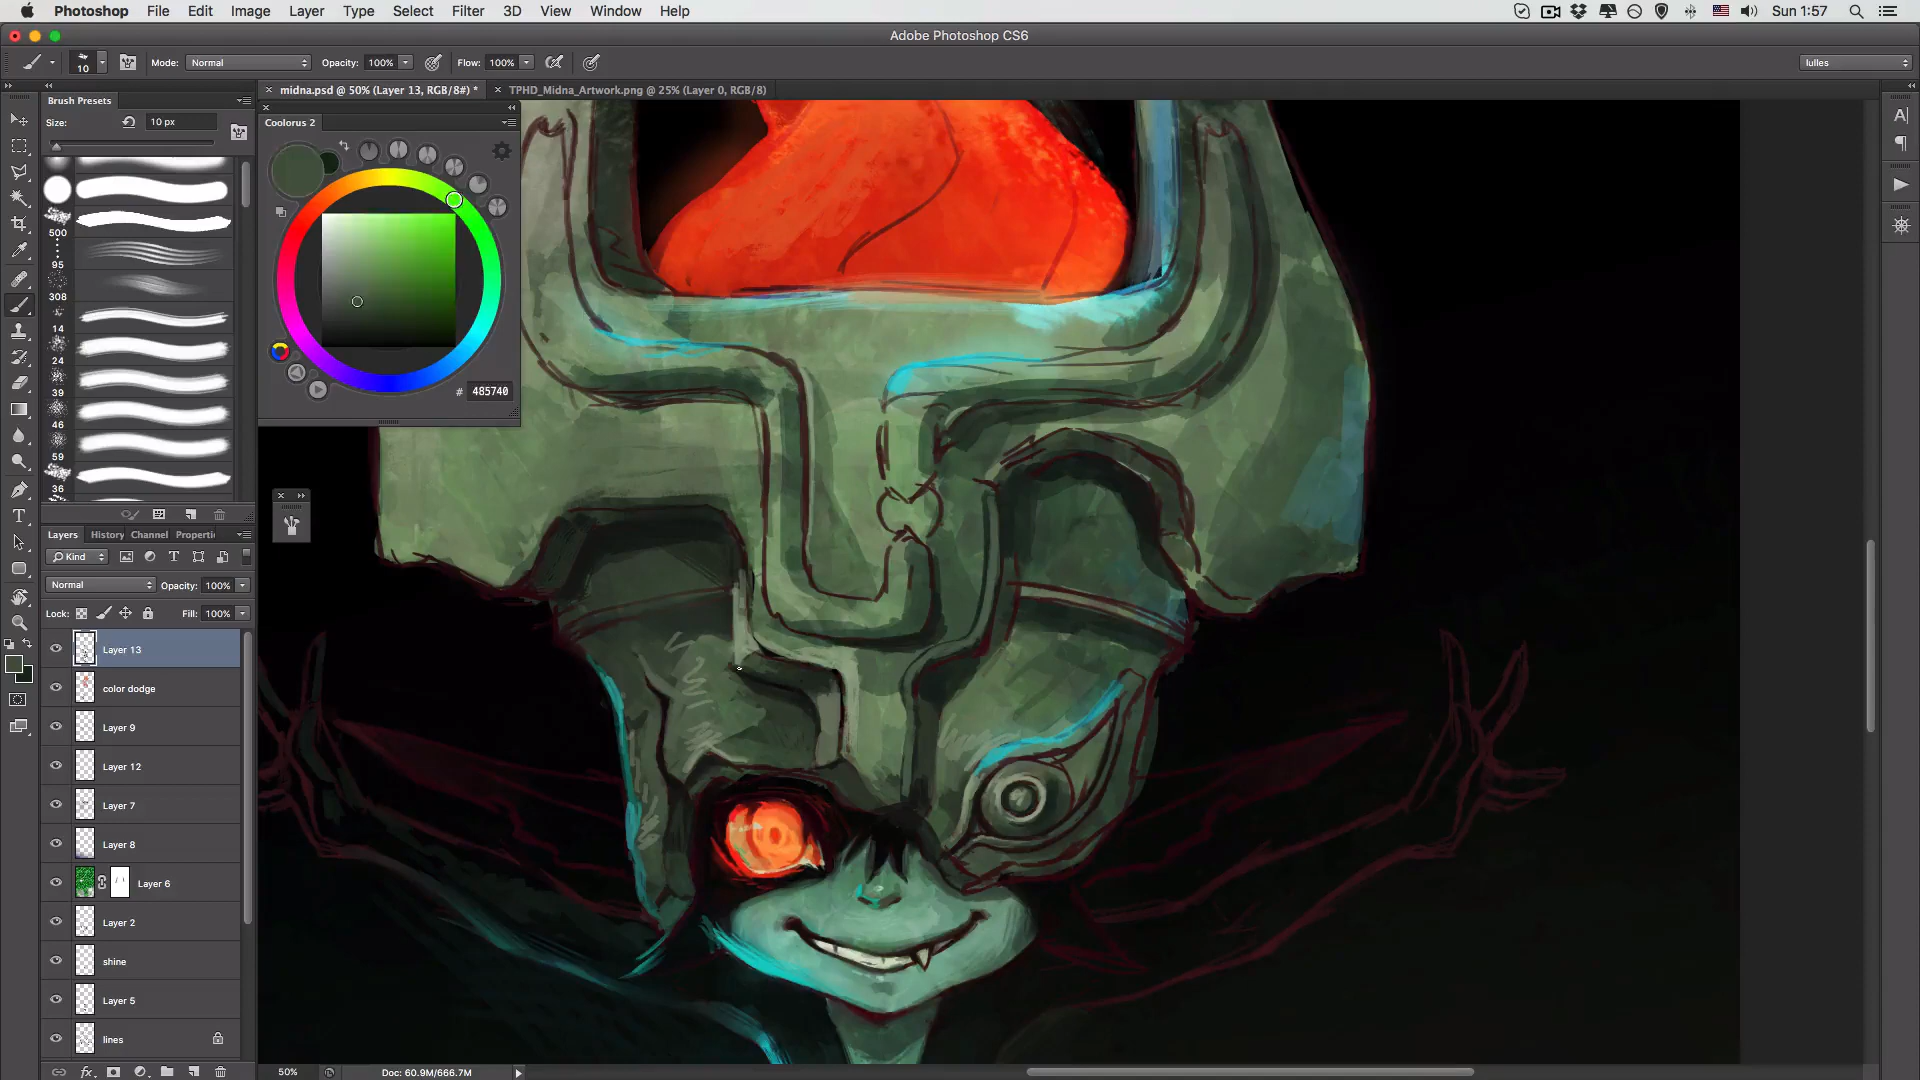 Photoshop File Edit Image Layer Type Select Filter 3D View Window Help Sun 1:57
Adobe Photoshop CS6
10 Mode: Normal Opacity: 100% Flow: 100% lulles
Brush Presets
midna.psd @ 50% (Layer 13, RGB/8#) *
TPHD_Midna_Artwork.png @ 25% (Layer 0, RGB/8)
Size: 10 px
Coolorus 2
500
95
308
14
24
39
46
59
36
# 485740
Layers History Channel Properti
Kind
Normal Opacity: 100%
Lock: Fill: 100%
Layer 13
color dodge
Layer 9
Layer 12
Layer 7
Layer 8
Layer 6
Layer 2
shine
Layer 5
lines
50% Doc: 60.9M/666.7M